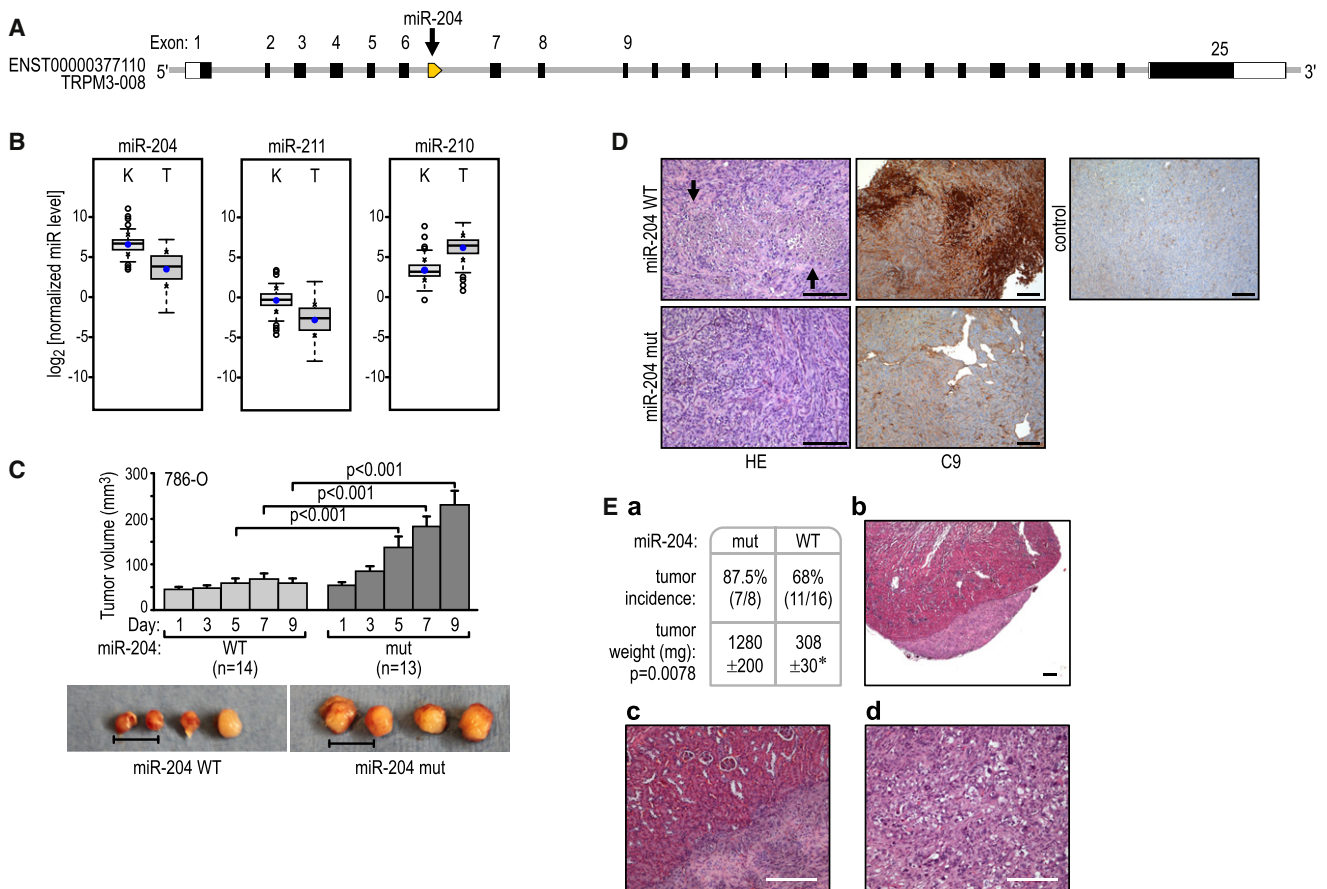 A
miR-204
Exon: 1 2 3 4 5 6 7 8 9 25
ENST00000377110
TRPM3-008
5' 3'
B
miR-204 miR-211 miR-210
K T K T K T
log2 [normalized miR level]
10 10 10
5 5 5
0 0 0
-5 -5 -5
-10 -10 -10
C
786-O
Tumor volume (mm3)
300
200
100
0
p<0.001
p<0.001
p<0.001
Day: 1 3 5 7 9 1 3 5 7 9
miR-204: WT mut
(n=14) (n=13)
miR-204 WT miR-204 mut
D
miR-204 WT
control
miR-204 mut
HE C9
E a
miR-204: mut WT
tumor incidence: 87.5% (7/8) 68% (11/16)
tumor weight (mg): p=0.0078 1280 ±200 308 ±30*
b
c
d